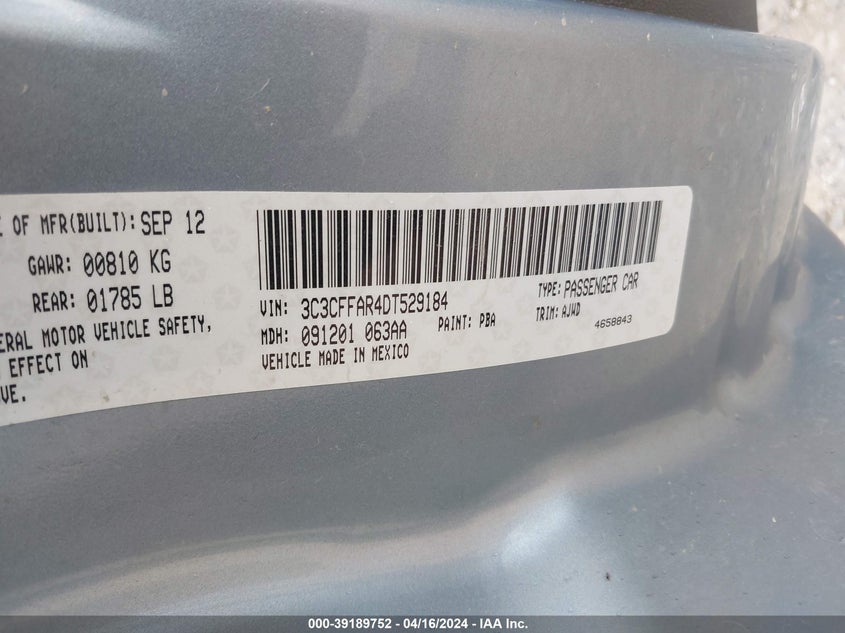 E OF MFR(BUILT): SEP 12
GAWR: 00810 KG
REAR: 01785 LB
ERAL MOTOR VEHICLE SAFETY,
EFFECT ON
VE.
VIN: 3C3CFFAR4DT529184
TYPE: PASSENGER CAR
MDH: 091201 063AA
PAINT: PBA
TRIM: AJWD
VEHICLE MADE IN MEXICO
4658843
000-39189752 - 04/16/2024 - IAA Inc.